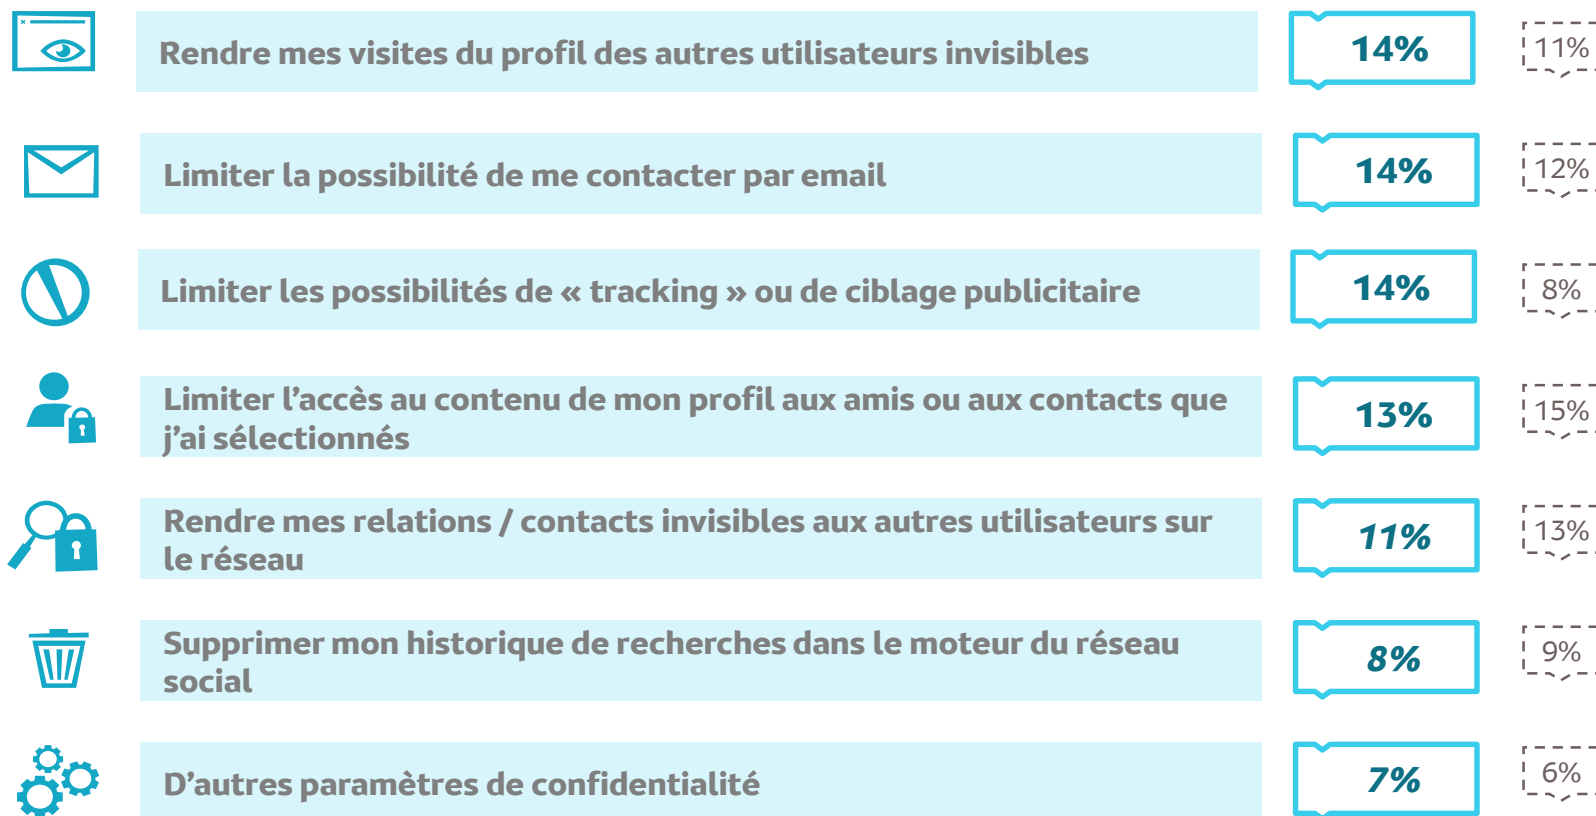 Rendre mes visites du profil des autres utilisateurs invisibles
14%
11%
Limiter la possibilité de me contacter par email
14%
12%
Limiter les possibilités de « tracking » ou de ciblage publicitaire
14%
8%
Limiter l’accès au contenu de mon profil aux amis ou aux contacts que
j’ai sélectionnés
13%
15%
Rendre mes relations / contacts invisibles aux autres utilisateurs sur
le réseau
11%
13%
Supprimer mon historique de recherches dans le moteur du réseau
social
8%
9%
D’autres paramètres de confidentialité
7%
6%